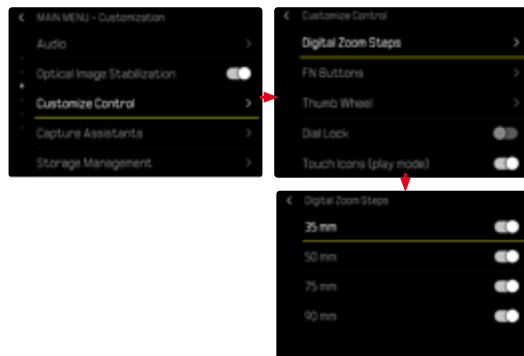 MAIN MENU - Customization
Audio
Optical Image Stabilization
Customize Control
Capture Assistants
Storage Management
Customize Control
Digital Zoom Steps
FN Buttons
Thumb Wheel
Dial Lock
Touch Icons (play mode)
Digital Zoom Steps
35 mm
50 mm
75 mm
90 mm